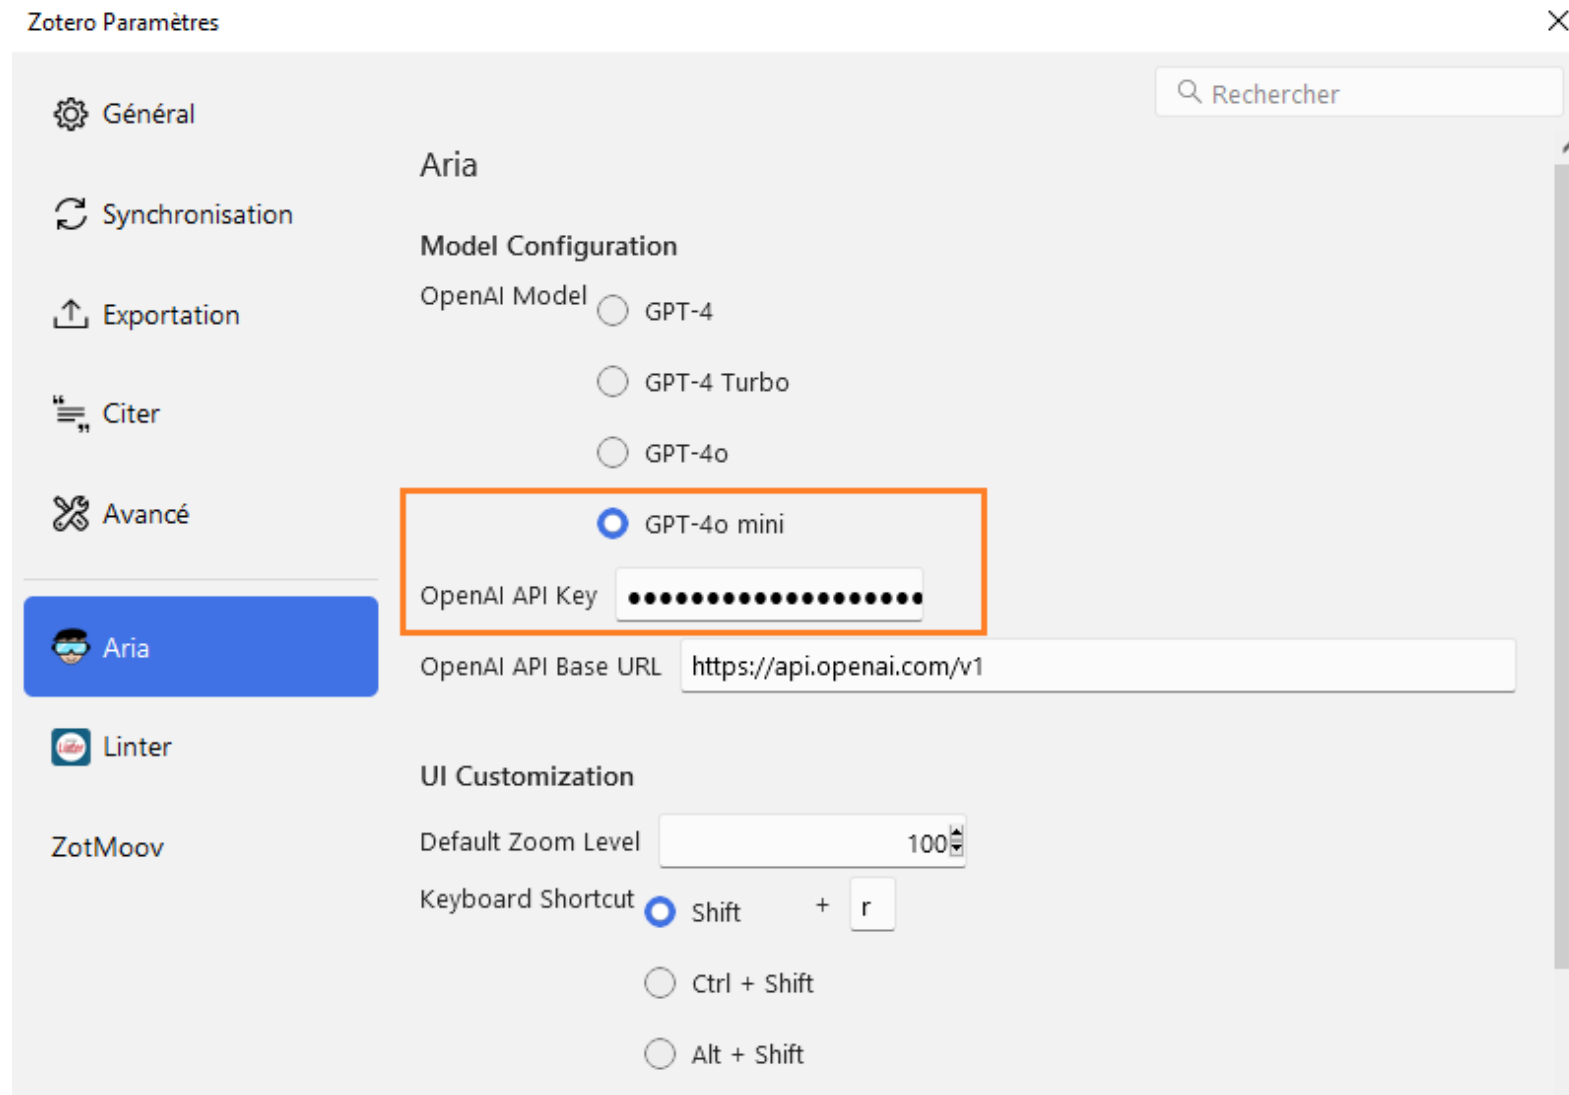 Zotero Paramètres
Rechercher
Général
Synchronisation
Exportation
Citer
Avancé
Aria
Linter
ZotMoov
Aria
Model Configuration
OpenAI Model
GPT-4
GPT-4 Turbo
GPT-4o
GPT-4o mini
OpenAI API Key ●●●●●●●●●●●●●●●●●●●
OpenAI API Base URL https://api.openai.com/v1
UI Customization
Default Zoom Level 100
Keyboard Shortcut Shift + r
Ctrl + Shift
Alt + Shift